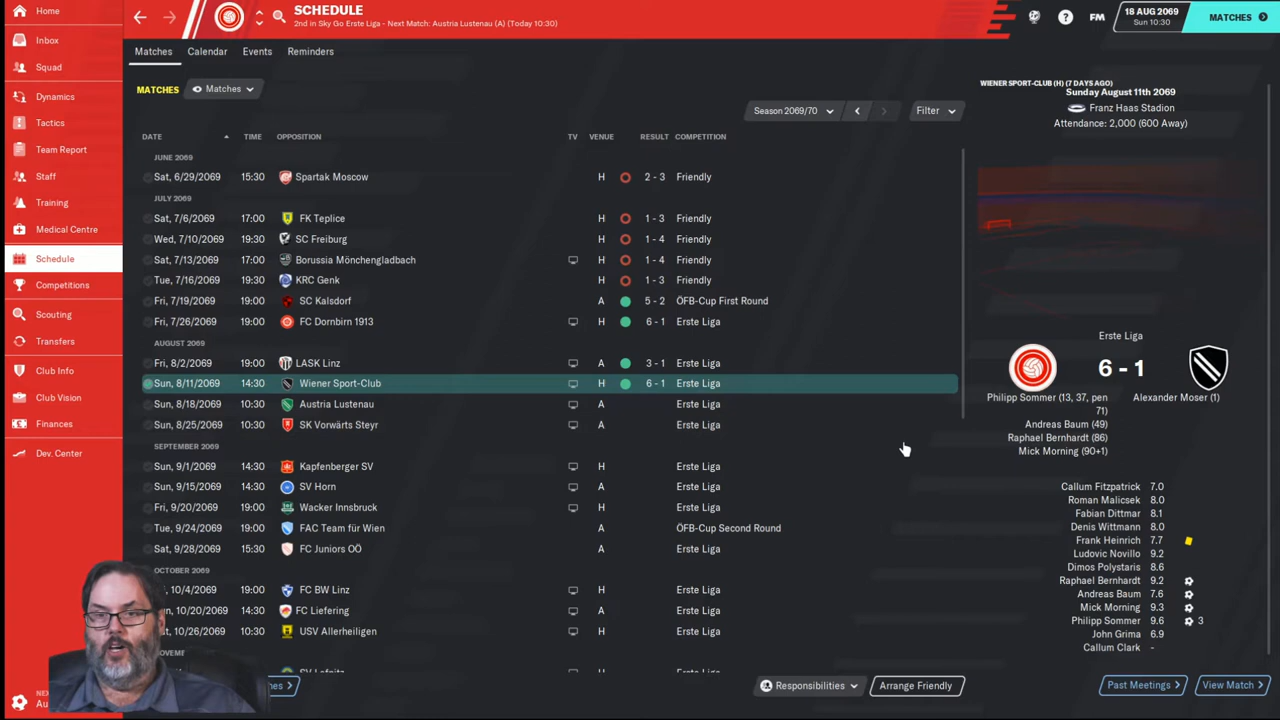 Home
Inbox
Squad
Dynamics
Tactics
Team Report
Staff
Training
Medical Centre
Schedule
Competitions
Scouting
Transfers
Club Info
Club Vision
Finances
Dev. Center
NE
Au
SCHEDULE
2nd in Sky Go Erste Liga - Next Match: Austria Lustenau (A) (Today 10:30)
? FM
18 AUG 2069
Sun 10:30
MATCHES
Matches Calendar Events Reminders
MATCHES Matches
Season 2069/70 Filter
DATE TIME OPPOSITION TV VENUE RESULT COMPETITION
JUNE 2069
Sat, 6/29/2069 15:30 Spartak Moscow H 2 - 3 Friendly
JULY 2069
Sat, 7/6/2069 17:00 FK Teplice H 1 - 3 Friendly
Wed, 7/10/2069 19:30 SC Freiburg H 1 - 4 Friendly
Sat, 7/13/2069 17:00 Borussia Mönchengladbach H 1 - 4 Friendly
Tue, 7/16/2069 19:30 KRC Genk H 1 - 3 Friendly
Fri, 7/19/2069 19:00 SC Kalsdorf A 5 - 2 ÖFB-Cup First Round
Fri, 7/26/2069 19:00 FC Dornbirn 1913 H 6 - 1 Erste Liga
AUGUST 2069
Fri, 8/2/2069 19:00 LASK Linz A 3 - 1 Erste Liga
Sun, 8/11/2069 14:30 Wiener Sport-Club H 6 - 1 Erste Liga
Sun, 8/18/2069 10:30 Austria Lustenau A Erste Liga
Sun, 8/25/2069 10:30 SK Vorwärts Steyr A Erste Liga
SEPTEMBER 2069
Sun, 9/1/2069 14:30 Kapfenberger SV H Erste Liga
Sun, 9/15/2069 14:30 SV Horn H Erste Liga
Fri, 9/20/2069 19:00 Wacker Innsbruck H Erste Liga
Tue, 9/24/2069 19:00 FAC Team für Wien A ÖFB-Cup Second Round
Sat, 9/28/2069 15:30 FC Juniors OÖ A Erste Liga
OCTOBER 2069
Fri, 10/4/2069 19:00 FC BW Linz H Erste Liga
Sun, 10/20/2069 14:30 FC Liefering A Erste Liga
Sat, 10/26/2069 10:30 USV Allerheiligen H Erste Liga
NOVEM
SV Lafnitz
hes
Responsibilities Arrange Friendly
WIENER SPORT-CLUB (H) (7 DAYS AGO)
Sunday August 11th 2069
Franz Haas Stadion
Attendance: 2,000 (600 Away)
Erste Liga
6 - 1
Philipp Sommer (13, 37, pen 71)
Andreas Baum (49)
Raphael Bernhardt (86)
Mick Morning (90+1)
Alexander Moser (1)
Callum Fitzpatrick 7.0
Roman Malicsek 8.0
Fabian Dittmar 8.1
Denis Wittmann 8.0
Frank Heinrich 7.7
Ludovic Novillo 9.2
Dimos Polystaris 8.6
Raphael Bernhardt 9.2
Andreas Baum 7.6
Mick Morning 9.3
Philipp Sommer 9.6 3
John Grima 6.9
Callum Clark -
Past Meetings View Match